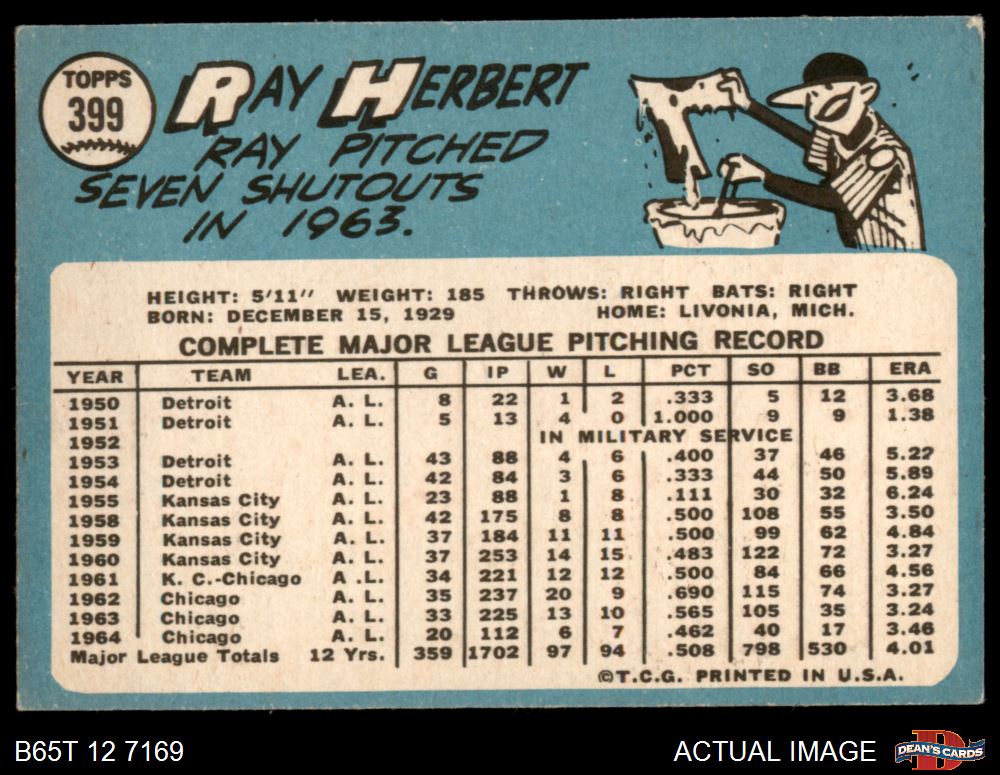 TOPPS
399
RAY HERBERT
RAY PITCHED
SEVEN SHUTOUTS
IN 1963.
HEIGHT: 5'11" WEIGHT: 185 THROWS: RIGHT BATS: RIGHT
BORN: DECEMBER 15, 1929 HOME: LIVONIA, MICH.
COMPLETE MAJOR LEAGUE PITCHING RECORD
YEAR TEAM LEA. G IP W L PCT SO BB ERA
1950 Detroit A. L. 8 22 1 2 .333 5 12 3.68
1951 Detroit A. L. 5 13 4 0 1.000 9 9 1.38
1952 IN MILITARY SERVICE
1953 Detroit A. L. 43 88 4 6 .400 37 46 5.22
1954 Detroit A. L. 42 84 3 6 .333 44 50 5.89
1955 Kansas City A. L. 23 88 1 8 .111 30 32 6.24
1958 Kansas City A. L. 42 175 8 8 .500 108 55 3.50
1959 Kansas City A. L. 37 184 11 11 .500 99 62 4.84
1960 Kansas City A. L. 37 253 14 15 .483 122 72 3.27
1961 K. C.-Chicago A .L. 34 221 12 12 .500 84 66 4.56
1962 Chicago A. L. 35 237 20 9 .690 115 74 3.27
1963 Chicago A. L. 33 225 13 10 .565 105 35 3.24
1964 Chicago A. L. 20 112 6 7 .462 40 17 3.46
Major League Totals 12 Yrs. 359 1702 97 94 .508 798 530 4.01
©T.C.G. PRINTED IN U.S.A.
B65T 12 7169 ACTUAL IMAGE
D
DEAN'S CARDS